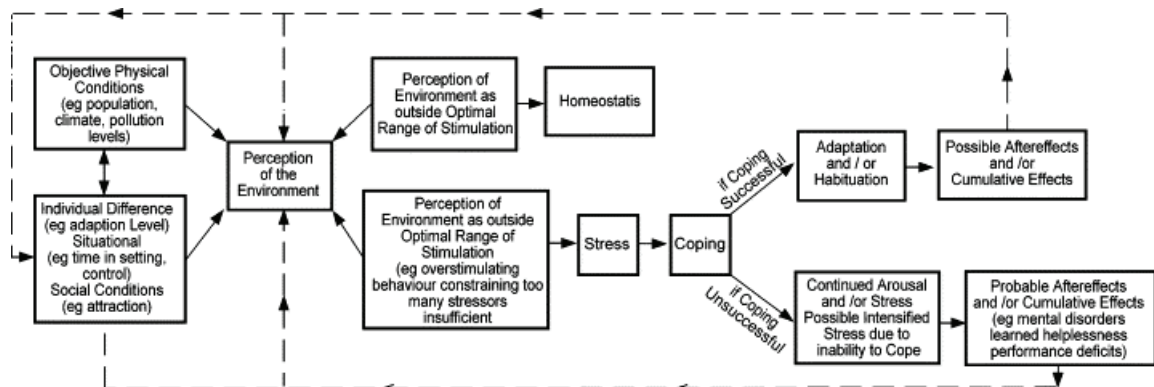 Objective Physical
Conditions
(eg population,
climate, pollution
levels)
Individual Difference
(eg adaption Level)
Situational
(eg time in setting,
control)
Social Conditions
(eg attraction)
Perception
of the
Environment
Perception of
Environment as
outside Optimal
Range of Stimulation
Homeostatis
Perception of
Environment as outside
Optimal Range of
Stimulation
(eg overstimulating
behaviour constraining too
many stressors
insufficient
Stress
Coping
if Coping
Successful
Adaptation
and / or
Habituation
Possible Aftereffects
and /or
Cumulative Effects
if Coping
Unsuccessful
Continued Arousal
and /or Stress
Possible Intensified
Stress due to
inability to Cope
Probable Aftereffects
and /or Cumulative Effects
(eg mental disorders
learned helplessness
performance deficits)